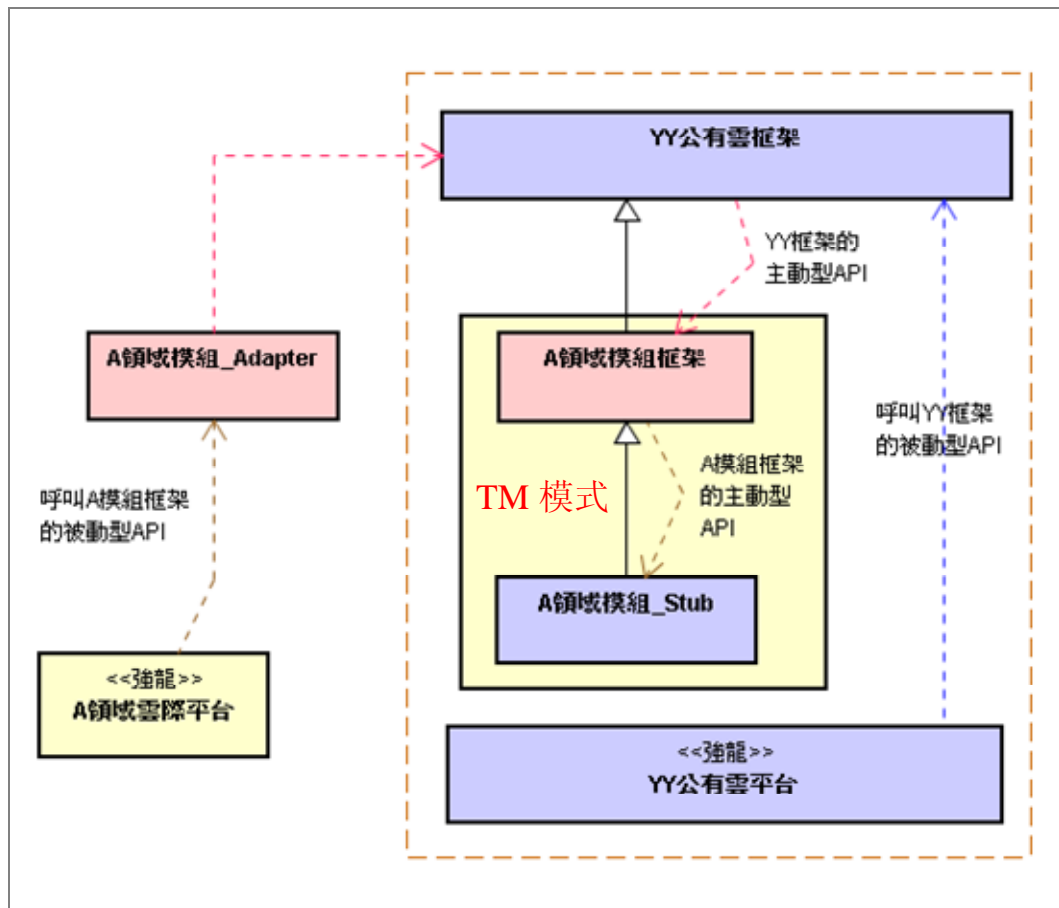 YY公有雲框架
YY框架的
主動型API
A領域模組_Adapter
A領域模組框架
呼叫YY框架
的被動型API
A模組框架
的主動型
API
TM 模式
呼叫A模組框架
的被動型API
A領域模組_Stub
<<強龍>>
A領域雲際平台
<<強龍>>
YY公有雲平台